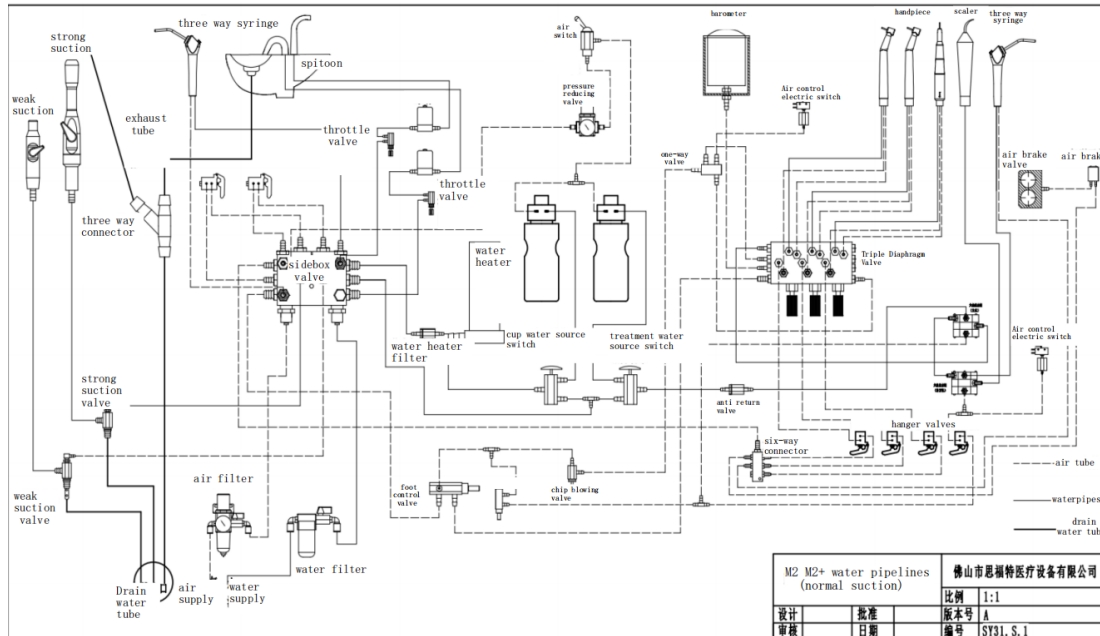 three way syringe
strong
suction
weak
suction
exhaust
tube
spitoon
throttle
valve
throttle
valve
three way
connector
air
switch
pressure
reducing
valve
barometer
Air control
electric switch
one-way
valve
handpiece
scaler
three way
syringe
air brake
valve
air brake
sidebox
valve
water
heater
Triple Diaphragm
Valve
water heater
filter
cup water source
switch
treatment water
source switch
Air control
electric switch
strong
suction
valve
anti return
valve
hanger valves
six-way
connector
air filter
foot
control
valve
chip blowing
valve
weak
suction
valve
water filter
Drain
water
tube
air
supply
water
supply
air tube
waterpipes
drain
water tub
M2 M2+ water pipelines
(normal suction)
佛山市思福特医疗设备有限公司
比例 1:1
设计 批准 版本号 A
审核 日期 编号 SY31.S.1